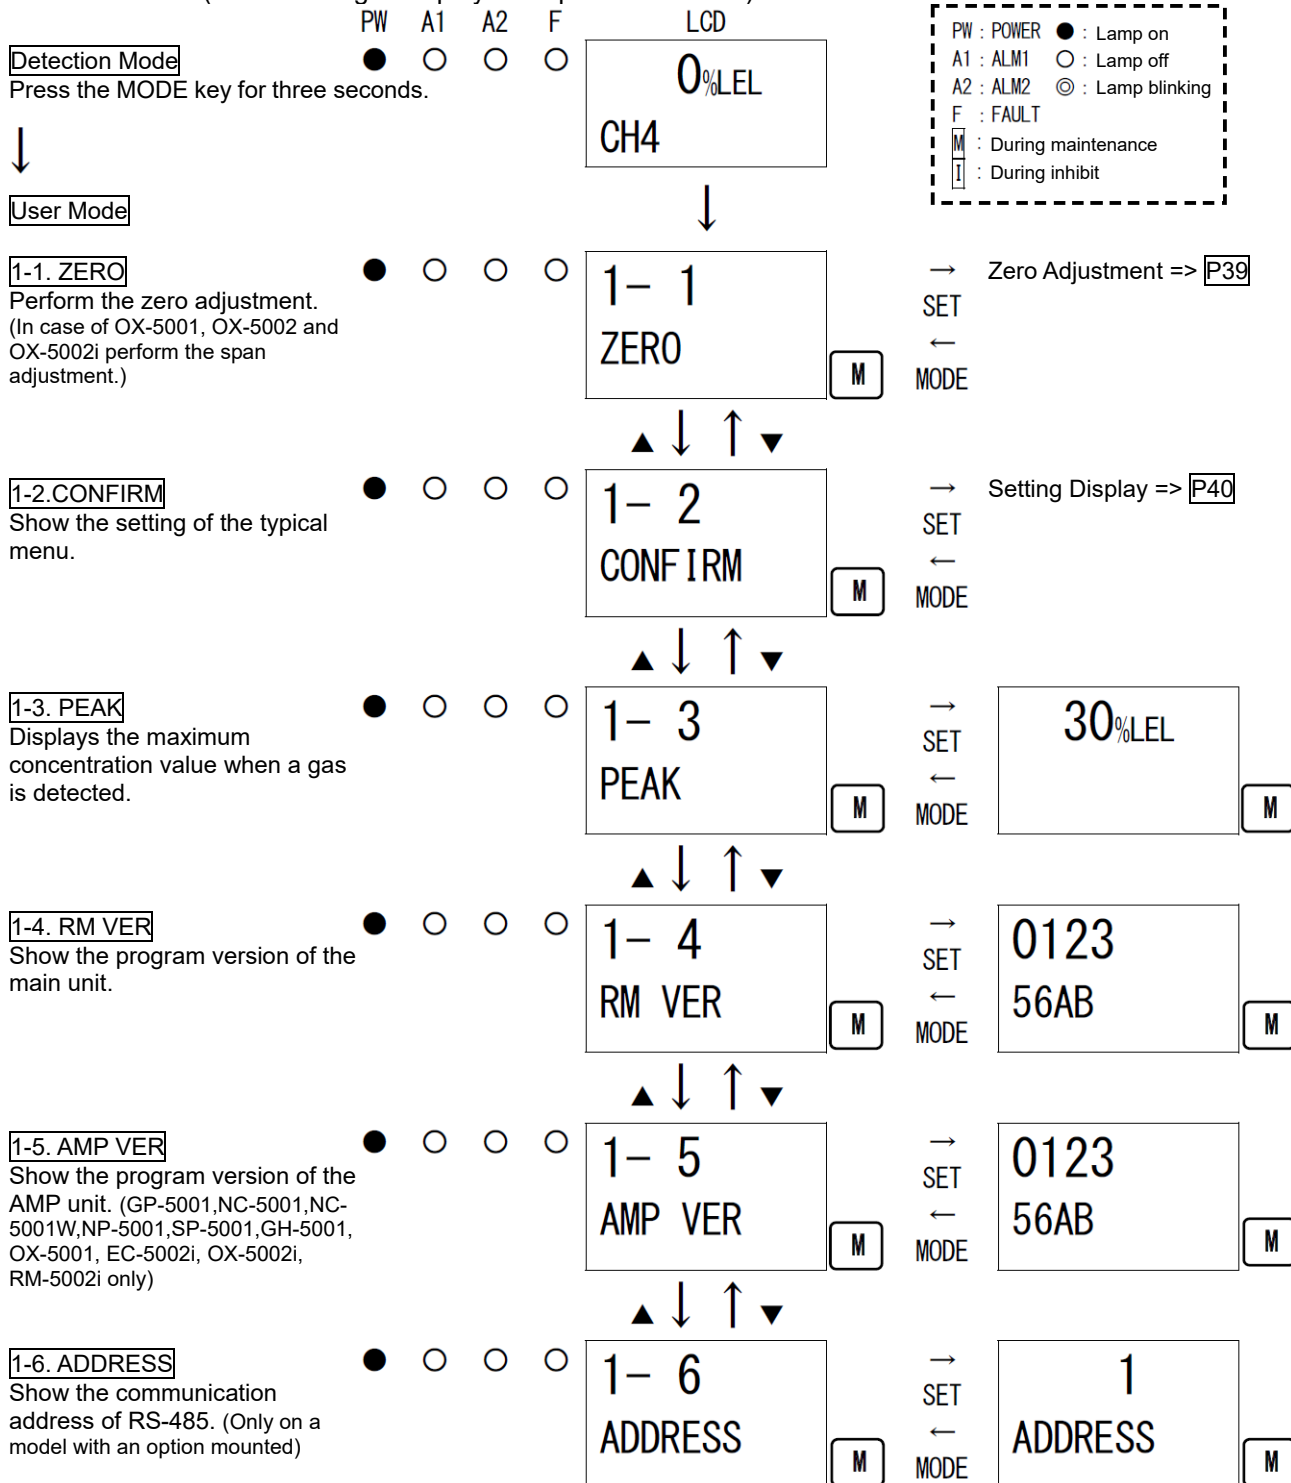 PW A1 A2 F LCD
PW : POWER ● : Lamp on
A1 : ALM1 ○ : Lamp off
A2 : ALM2 ◎ : Lamp blinking
F : FAULT
M : During maintenance
I : During inhibit
Detection Mode ● ○ ○ ○
Press the MODE key for three seconds.
0%LEL
CH4
↓
↓
User Mode
1-1. ZERO ● ○ ○ ○
Perform the zero adjustment.
(In case of OX-5001, OX-5002 and
OX-5002i perform the span
adjustment.)
1- 1
ZERO
M
→
SET
←
MODE
Zero Adjustment => P39
▲ ↓ ↑ ▼
1-2.CONFIRM ● ○ ○ ○
Show the setting of the typical
menu.
1- 2
CONFIRM
M
→
SET
←
MODE
Setting Display => P40
▲ ↓ ↑ ▼
1-3. PEAK ● ○ ○ ○
Displays the maximum
concentration value when a gas
is detected.
1- 3
PEAK
M
→
SET
←
MODE
30%LEL
M
▲ ↓ ↑ ▼
1-4. RM VER ● ○ ○ ○
Show the program version of the
main unit.
1- 4
RM VER
M
→
SET
←
MODE
0123
56AB
M
▲ ↓ ↑ ▼
1-5. AMP VER ● ○ ○ ○
Show the program version of the
AMP unit. (GP-5001,NC-5001,NC-
5001W,NP-5001,SP-5001,GH-5001,
OX-5001, EC-5002i, OX-5002i,
RM-5002i only)
1- 5
AMP VER
M
→
SET
←
MODE
0123
56AB
M
▲ ↓ ↑ ▼
1-6. ADDRESS ● ○ ○ ○
Show the communication
address of RS-485. (Only on a
model with an option mounted)
1- 6
ADDRESS
M
→
SET
←
MODE
1
ADDRESS
M